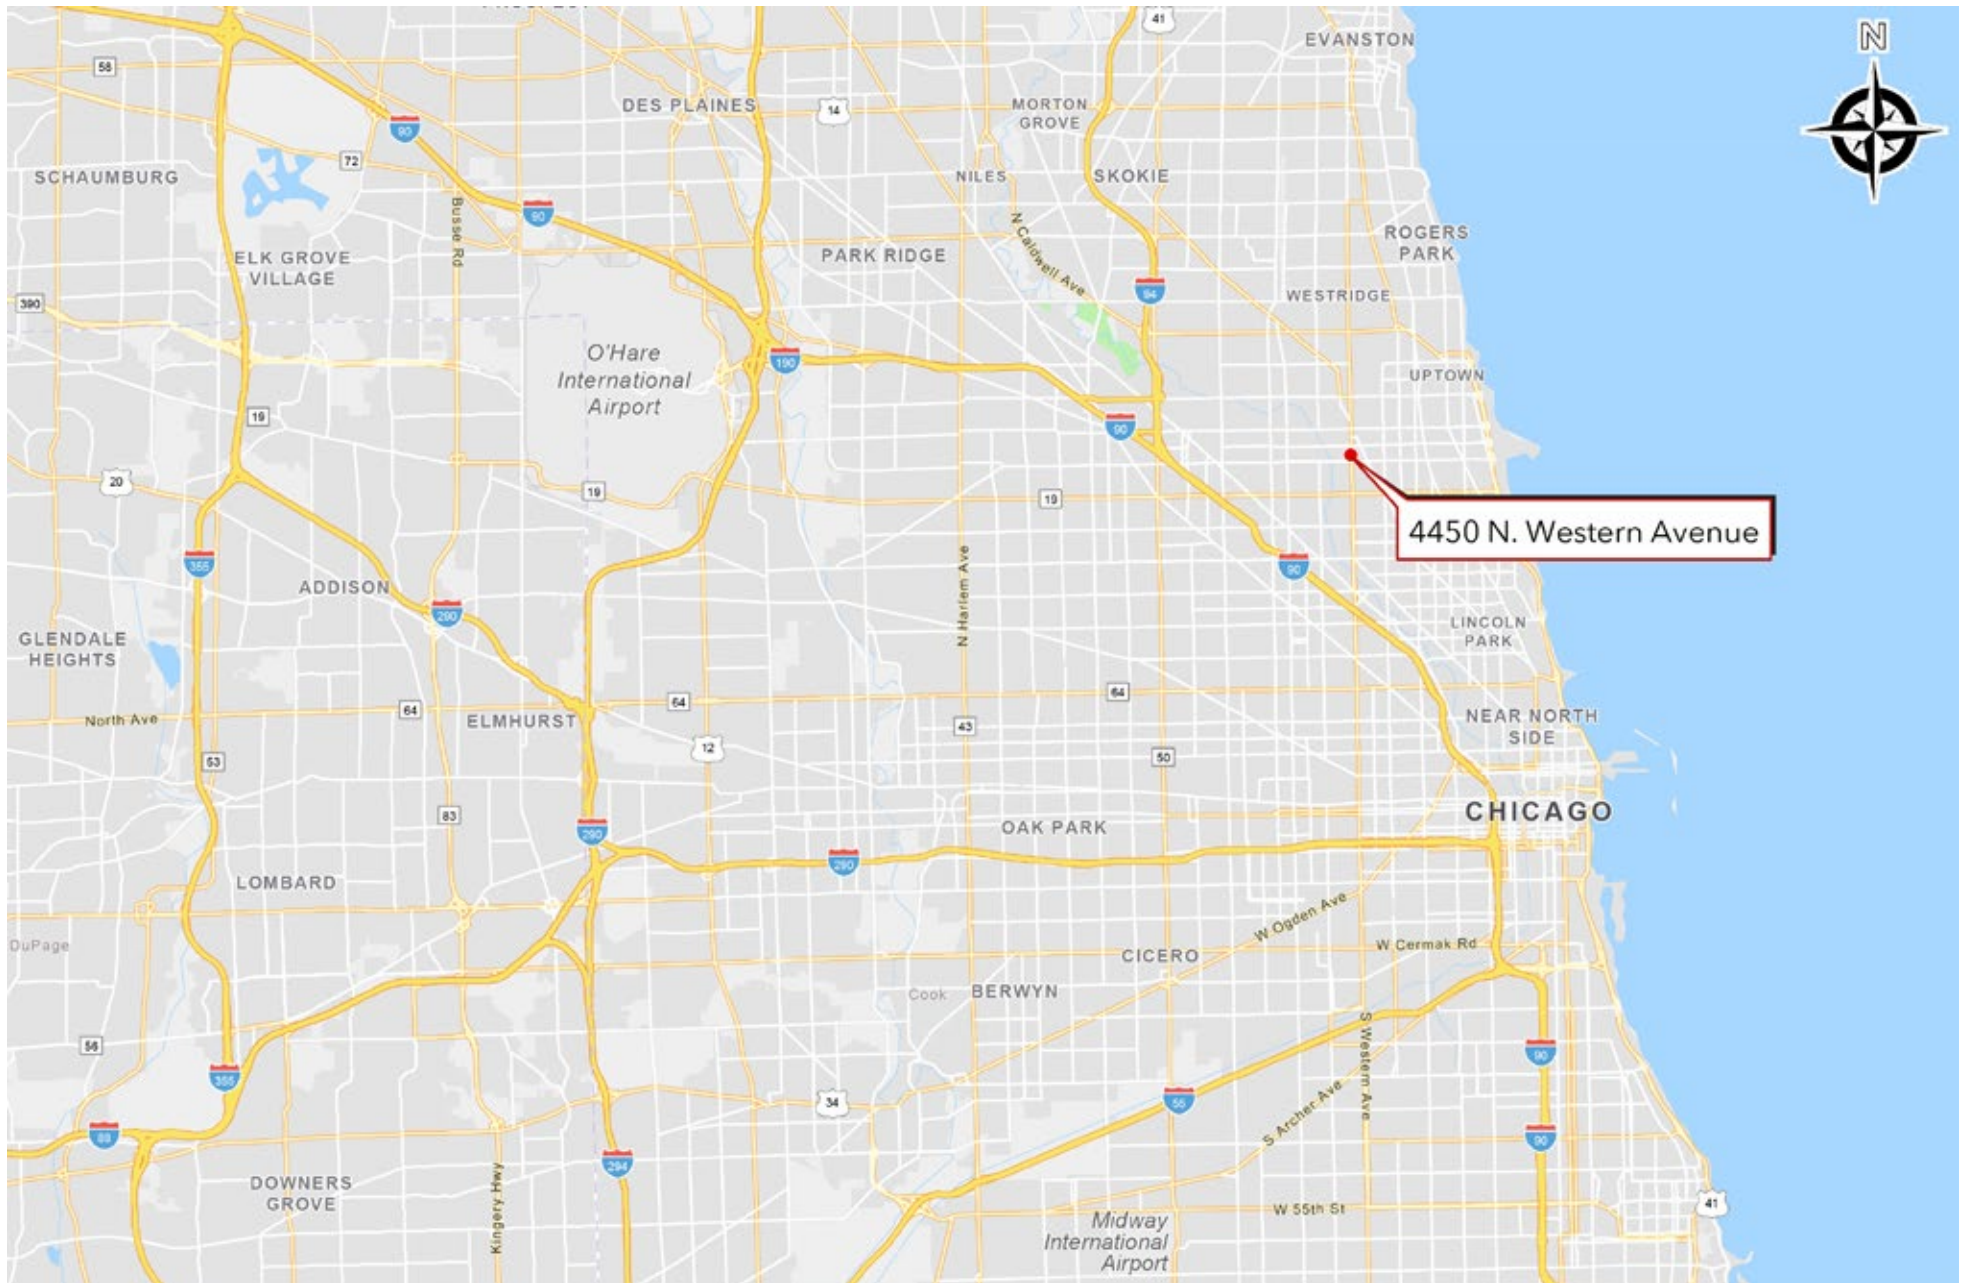 41
EVANSTON
N
58
DES PLAINES
14
MORTON
GROVE
90
72
SCHAUMBURG
NILES
SKOKIE
Busse Rd
90
N Caldwell Ave
ROGERS
PARK
PARK RIDGE
ELK GROVE
VILLAGE
94
WESTRIDGE
390
O'Hare
International
Airport
190
UPTOWN
19
90
20
19
19
4450 N. Western Avenue
355
90
N Harlem Ave
ADDISON
290
GLENDALE
HEIGHTS
LINCOLN
PARK
64
64
64
North Ave
ELMHURST
43
NEAR NORTH
SIDE
12
53
50
CHICAGO
83
290
OAK PARK
290
LOMBARD
W Ogden Ave
DuPage
W Cermak Rd
CICERO
Cook
BERWYN
56
S Western Ave
90
355
34
55
S Archer Ave
88
90
294
DOWNERS
GROVE
Kingery Hwy
41
W 55th St
Midway
International
Airport